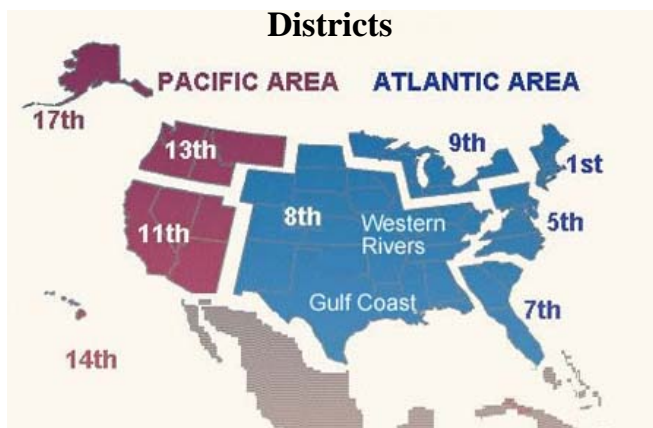 Districts
PACIFIC AREA ATLANTIC AREA
17th
13th
9th
1st
11th
8th
Western
Rivers
5th
Gulf Coast
7th
14th